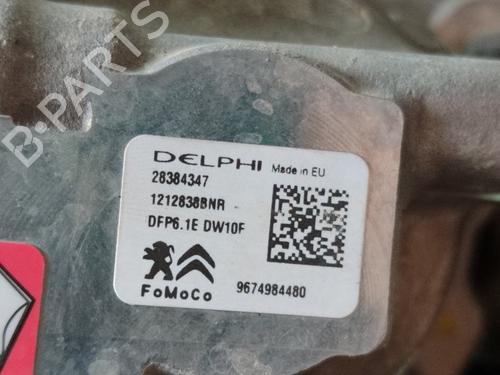 B-PARTS
DELPHI Made in EU
28384347
1212838BNR
DFP6.1E DW10F
FoMoCo 9674984480